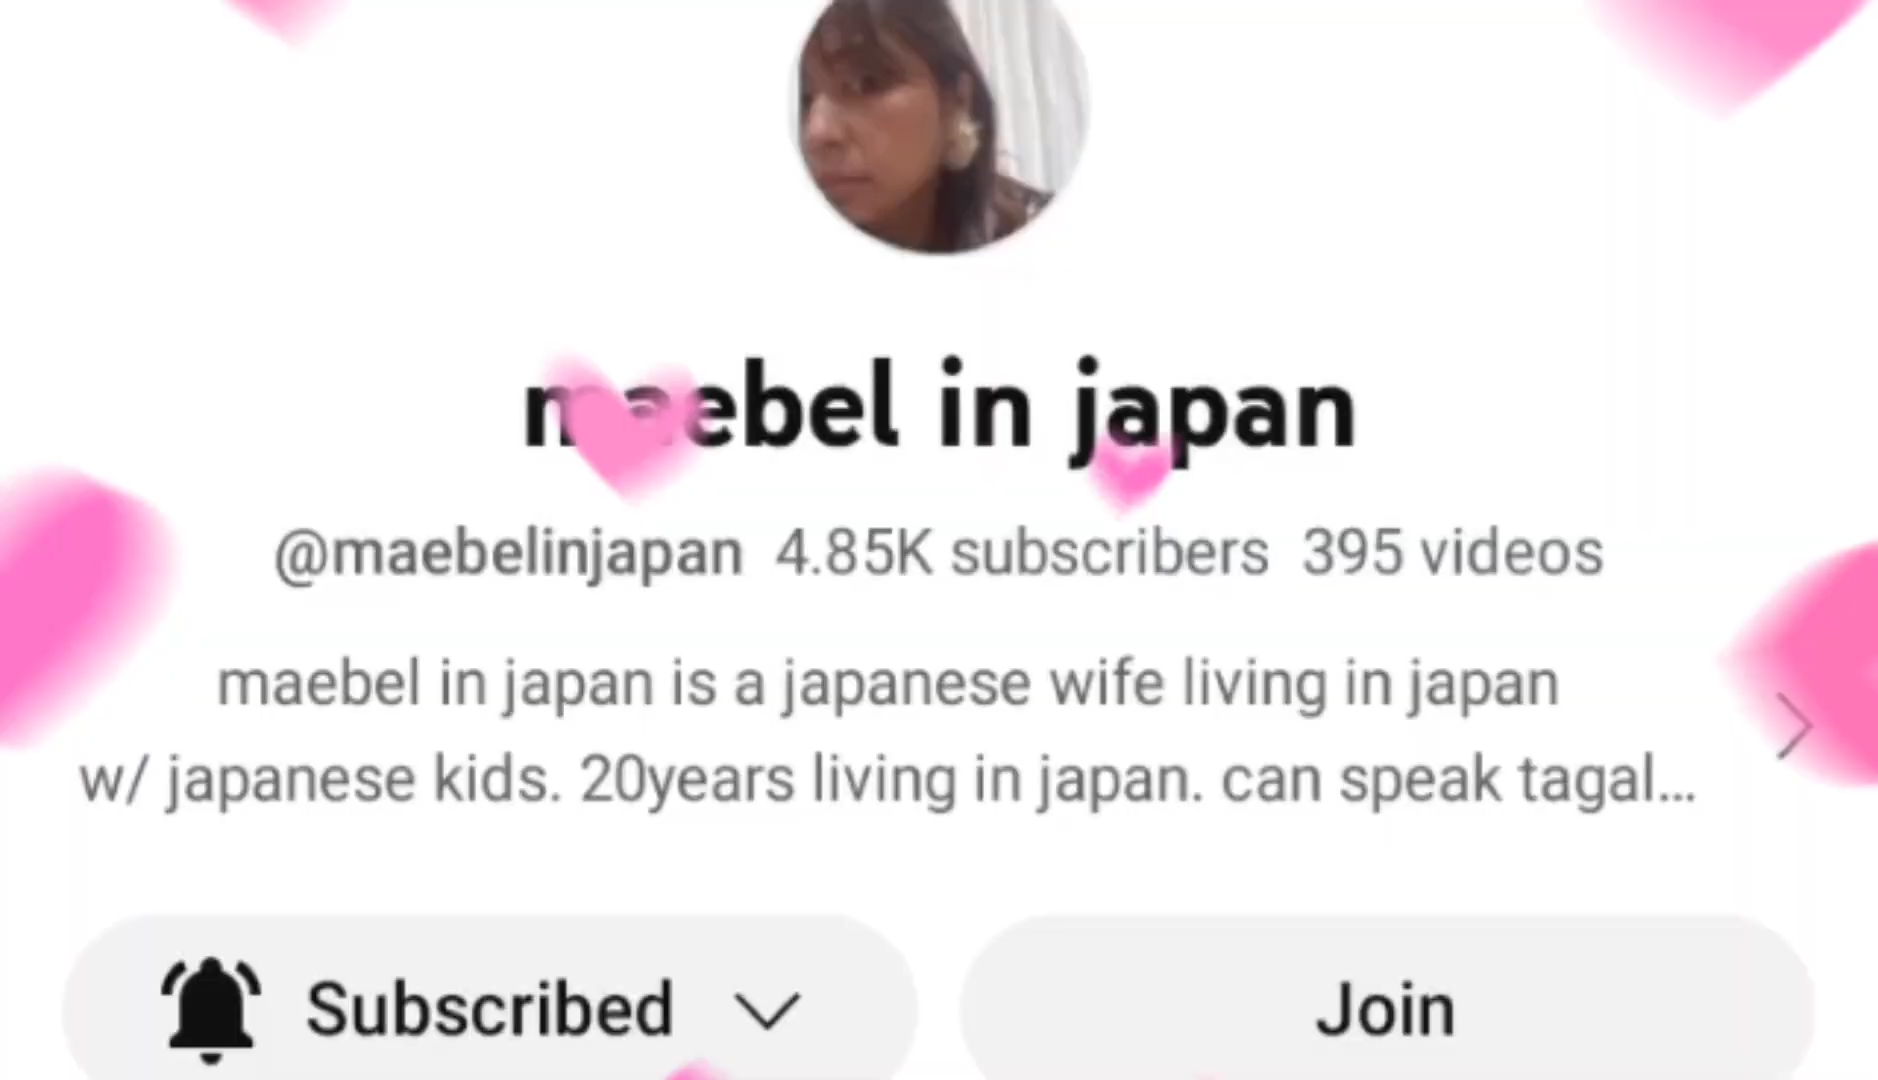 maebel in japan
@maebelinjapan 4.85K subscribers 395 videos
maebel in japan is a japanese wife living in japan
w/ japanese kids. 20years living in japan. can speak tagal...
Subscribed
Join